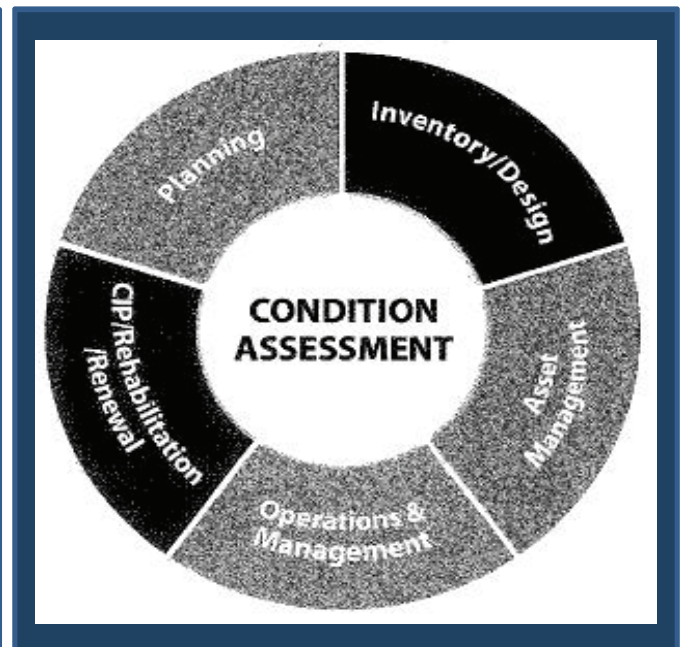 Planning
Inventory/Design
CONDITION
ASSESSMENT
Asset
Management
Operations &
Management
CIP/Rehabilitation
/Renewal